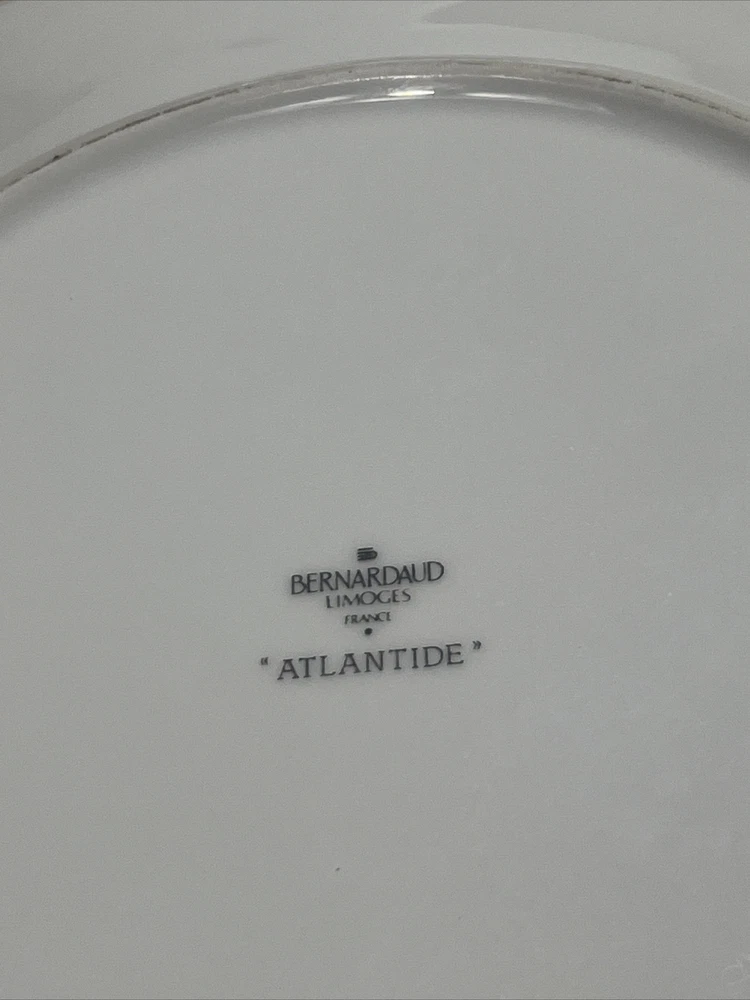 BERNARDAUD
LIMOGES
FRANCE
“ATLANTIDE”